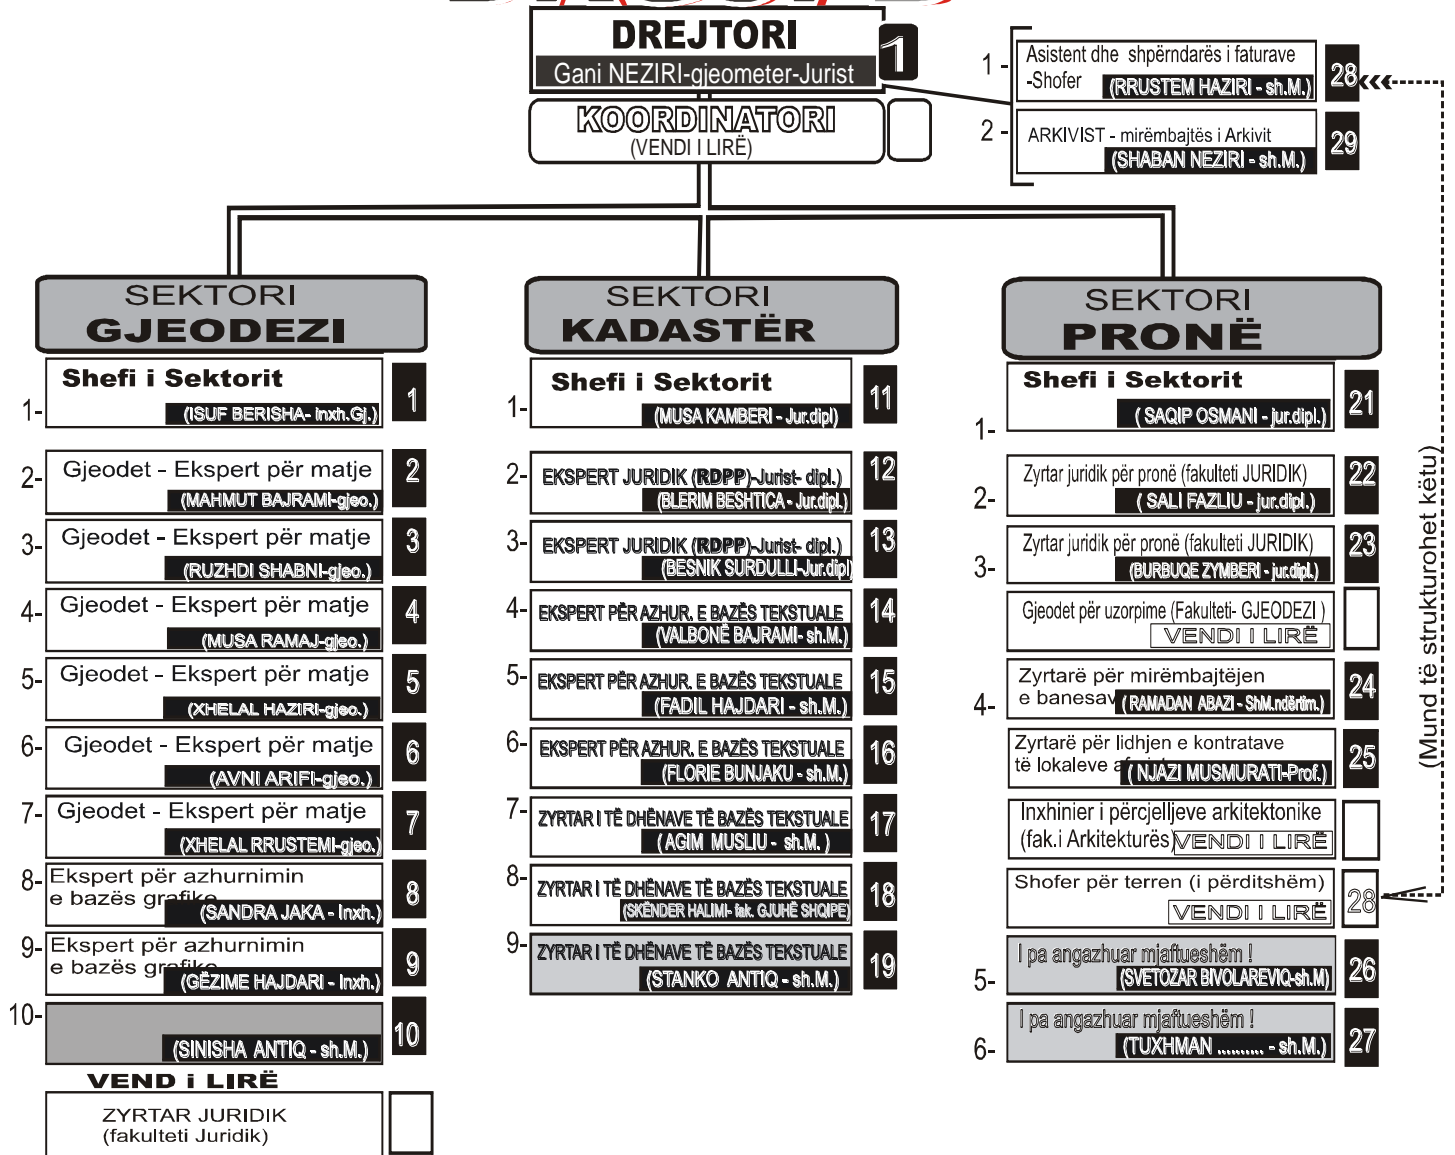 DREJTORI
1
Gani NEZIRI-gjeometer-Jurist
KOORDINATORI
(VENDI I LIRË)
1 -
Asistent dhe shpërndarës i faturave
-Shofer
(RRUSTEM HAZIRI - sh.M.)
28
2 -
ARKIVIST - mirëmbajtës i Arkivit
(SHABAN NEZIRI - sh.M.)
29
(Mund të strukturohet këtu)
SEKTORI
GJEODEZI
1-
Shefi i Sektorit
(ISUF BERISHA- inxh.Gj.)
1
2-
Gjeodet - Ekspert për matje
(MAHMUT BAJRAMI-gjeo.)
2
3-
Gjeodet - Ekspert për matje
(RUZHDI SHABNI-gjeo.)
3
4-
Gjeodet - Ekspert për matje
(MUSA RAMAJ-gjeo.)
4
5-
Gjeodet - Ekspert për matje
(XHELAL HAZIRI-gjeo.)
5
6-
Gjeodet - Ekspert për matje
(AVNI ARIFI-gjeo.)
6
7-
Gjeodet - Ekspert për matje
(XHELAL RRUSTEMI-gjeo.)
7
8-
Ekspert për azhurnimin
e bazës grafike
(SANDRA JAKA - Inxh.)
8
9-
Ekspert për azhurnimin
e bazës grafike
(GËZIME HAJDARI - Inxh.)
9
10-
(SINISHA ANTIQ - sh.M.)
10
VEND i LIRË
ZYRTAR JURIDIK
(fakulteti Juridik)
SEKTORI
KADASTËR
1-
Shefi i Sektorit
(MUSA KAMBERI - Jur.dipl)
11
2-
EKSPERT JURIDIK (RDPP)-Jurist- dipl.)
(BLERIM BESHTICA - Jur.dipl.)
12
3-
EKSPERT JURIDIK (RDPP)-Jurist- dipl.)
(BESNIK SURDULLI-Jur.dipl)
13
4-
EKSPERT PËR AZHUR. E BAZËS TEKSTUALE
(VALBONË BAJRAMI- sh.M.)
14
5-
EKSPERT PËR AZHUR. E BAZËS TEKSTUALE
(FADIL HAJDARI - sh.M.)
15
6-
EKSPERT PËR AZHUR. E BAZËS TEKSTUALE
(FLORIE BUNJAKU - sh.M.)
16
7-
ZYRTAR I TË DHËNAVE TË BAZËS TEKSTUALE
( AGIM MUSLIU - sh.M. )
17
8-
ZYRTAR I TË DHËNAVE TË BAZËS TEKSTUALE
(SKËNDER HALIMI- fak. GJUHË SHQIPE)
18
9-
ZYRTAR I TË DHËNAVE TË BAZËS TEKSTUALE
(STANKO ANTIQ - sh.M.)
19
SEKTORI
PRONË
1-
Shefi i Sektorit
( SAQIP OSMANI - jur.dipl.)
21
2-
Zyrtar juridik për pronë (fakulteti JURIDIK)
( SALI FAZLIU - jur.dipl.)
22
3-
Zyrtar juridik për pronë (fakulteti JURIDIK)
(BURBUQE ZYMBERI - jur.dipl.)
23
Gjeodet për uzorpime (Fakulteti- GJEODEZI )
VENDI I LIRË
4-
Zyrtarë për mirëmbajtëjen
e banesav
( RAMADAN ABAZI - ShM.ndërtim.)
24
Zyrtarë për lidhjen e kontratave
të lokaleve
( NJAZI MUSMURATI-Prof.)
25
Inxhinier i përcjelljeve arkitektonike
(fak.i Arkitekturës)
VENDI I LIRË
Shofer për terren (i përditshëm)
VENDI I LIRË
28
5-
I pa angazhuar mjaftueshëm !
(SVETOZAR BIVOLAREVIQ-sh.M)
26
6-
I pa angazhuar mjaftueshëm !
(TUXHMAN .......... - sh.M.)
27